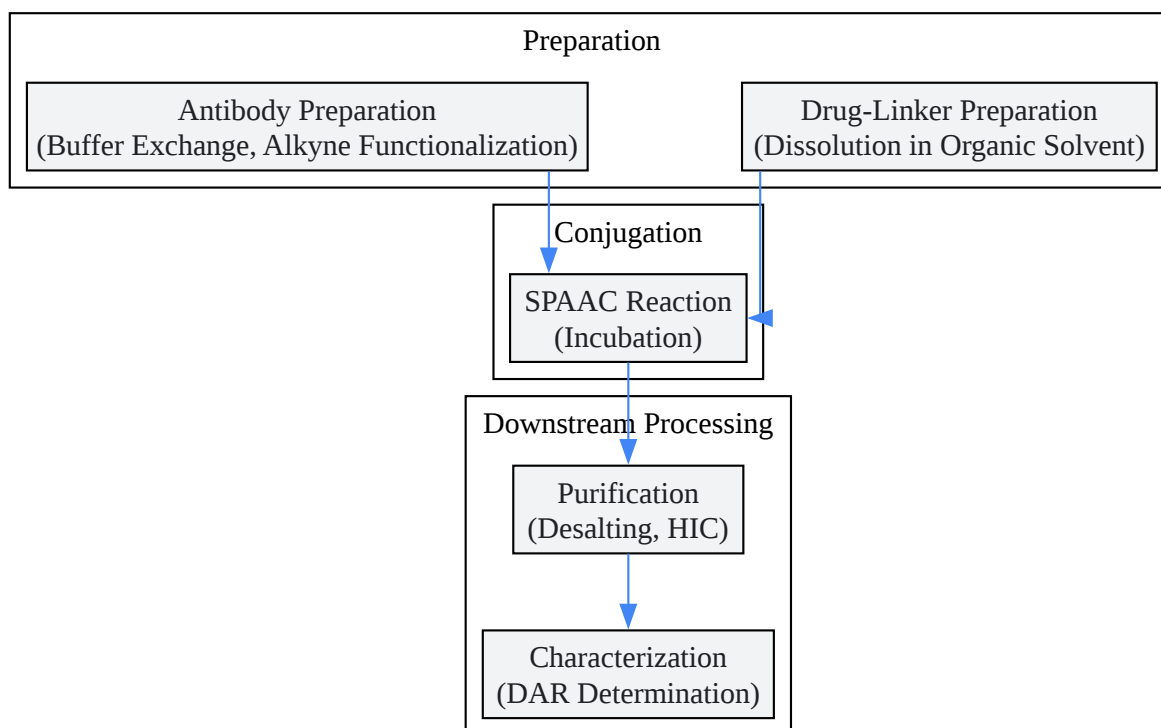 Preparation
Antibody Preparation
(Buffer Exchange, Alkyne Functionalization)
Drug-Linker Preparation
(Dissolution in Organic Solvent)
Conjugation
SPAAC Reaction
(Incubation)
Downstream Processing
Purification
(Desalting, HIC)
Characterization
(DAR Determination)